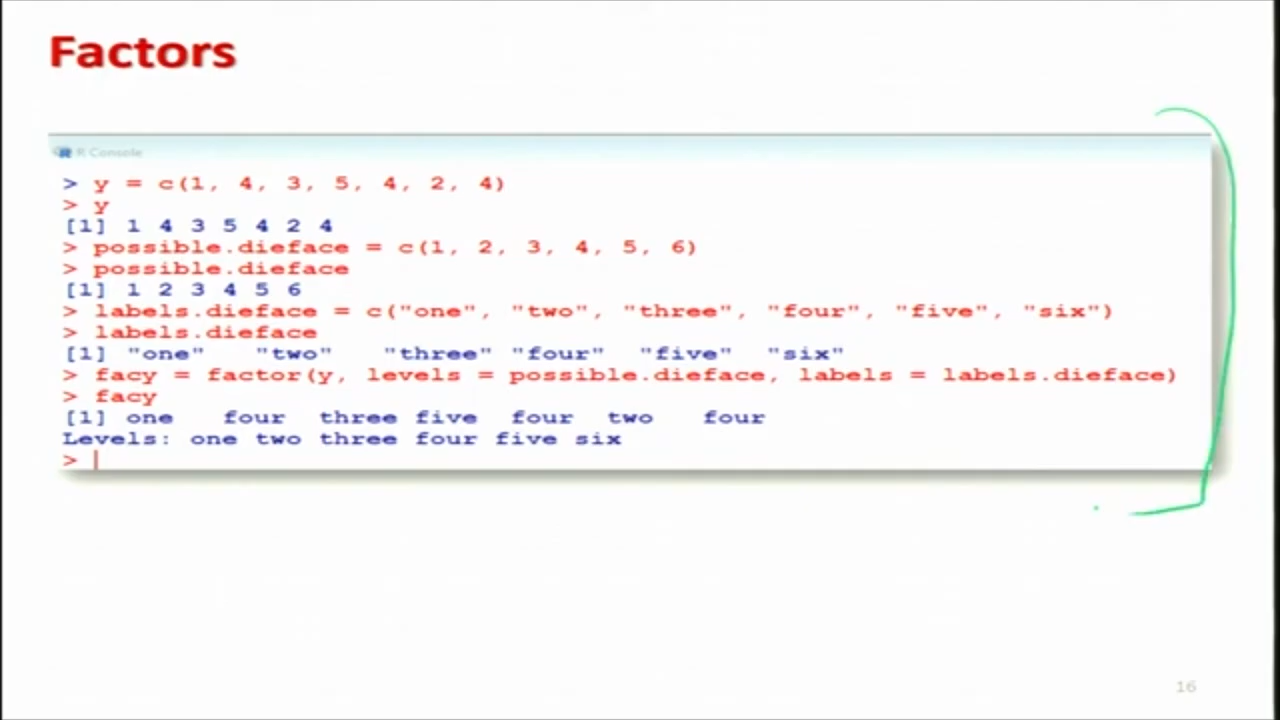 Factors
R Console
> y = c(1, 4, 3, 5, 4, 2, 4)
> y
[1] 1 4 3 5 4 2 4
> possible.dieface = c(1, 2, 3, 4, 5, 6)
> possible.dieface
[1] 1 2 3 4 5 6
> labels.dieface = c("one", "two", "three", "four", "five", "six")
> labels.dieface
[1] "one" "two" "three" "four" "five" "six"
> facy = factor(y, levels = possible.dieface, labels = labels.dieface)
> facy
[1] one four three five four two four
Levels: one two three four five six
> |
16